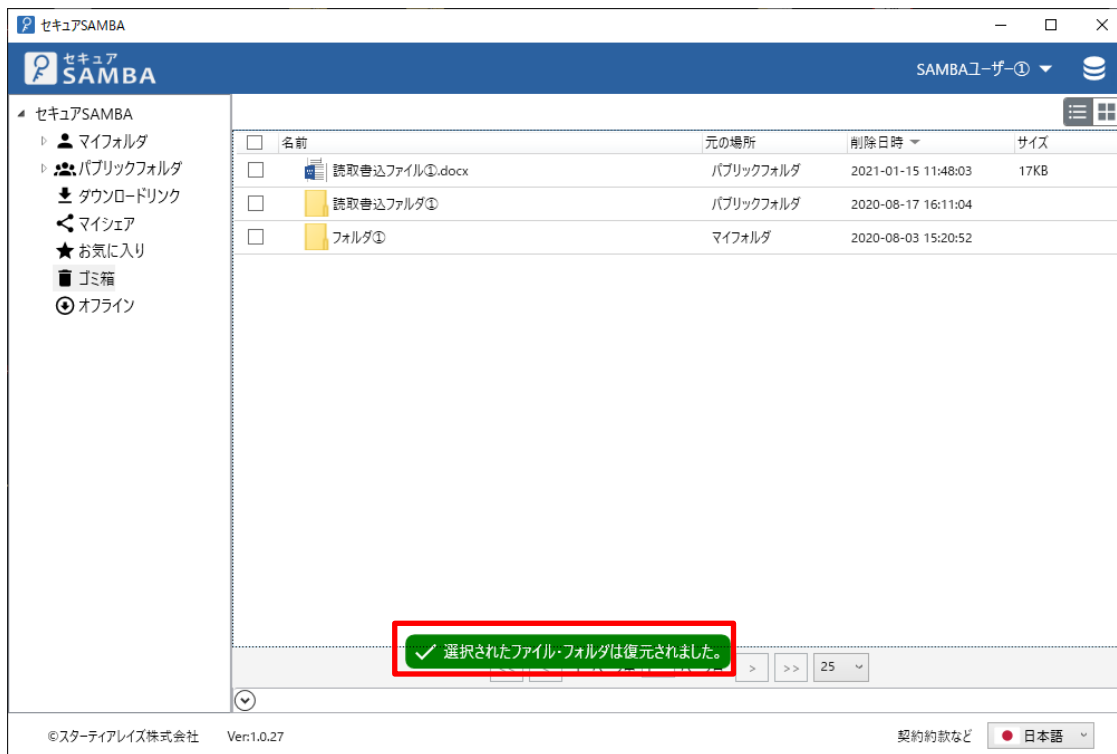 セキュアSAMBA
セキュア
SAMBA
SAMBAユーザー①
セキュアSAMBA
マイフォルダ
パブリックフォルダ
ダウンロードリンク
マイシェア
お気に入り
ゴミ箱
オフライン
名前 元の場所 削除日時 サイズ
読取書込ファイル①.docx パブリックフォルダ 2021-01-15 11:48:03 17KB
読取書込ファルダ① パブリックフォルダ 2020-08-17 16:11:04
フォルダ① マイフォルダ 2020-08-03 15:20:52
選択されたファイル・フォルダは復元されました。
> >> 25
©スターティアレイズ株式会社 Ver:1.0.27 契約約款など 日本語